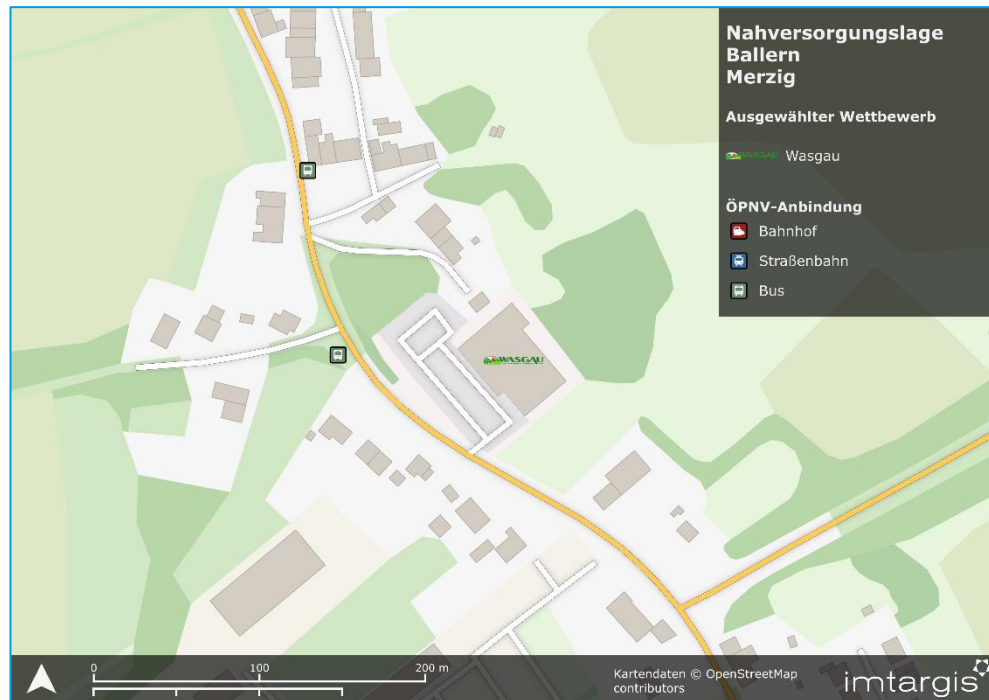 Nahversorgungslage
Ballern
Merzig
Ausgewählter Wettbewerb
WASGAU Wasgau
ÖPNV-Anbindung
Bahnhof
Straßenbahn
Bus
WASGAU
0 100 200 m
Kartendaten © OpenStreetMap
contributors
imtargis